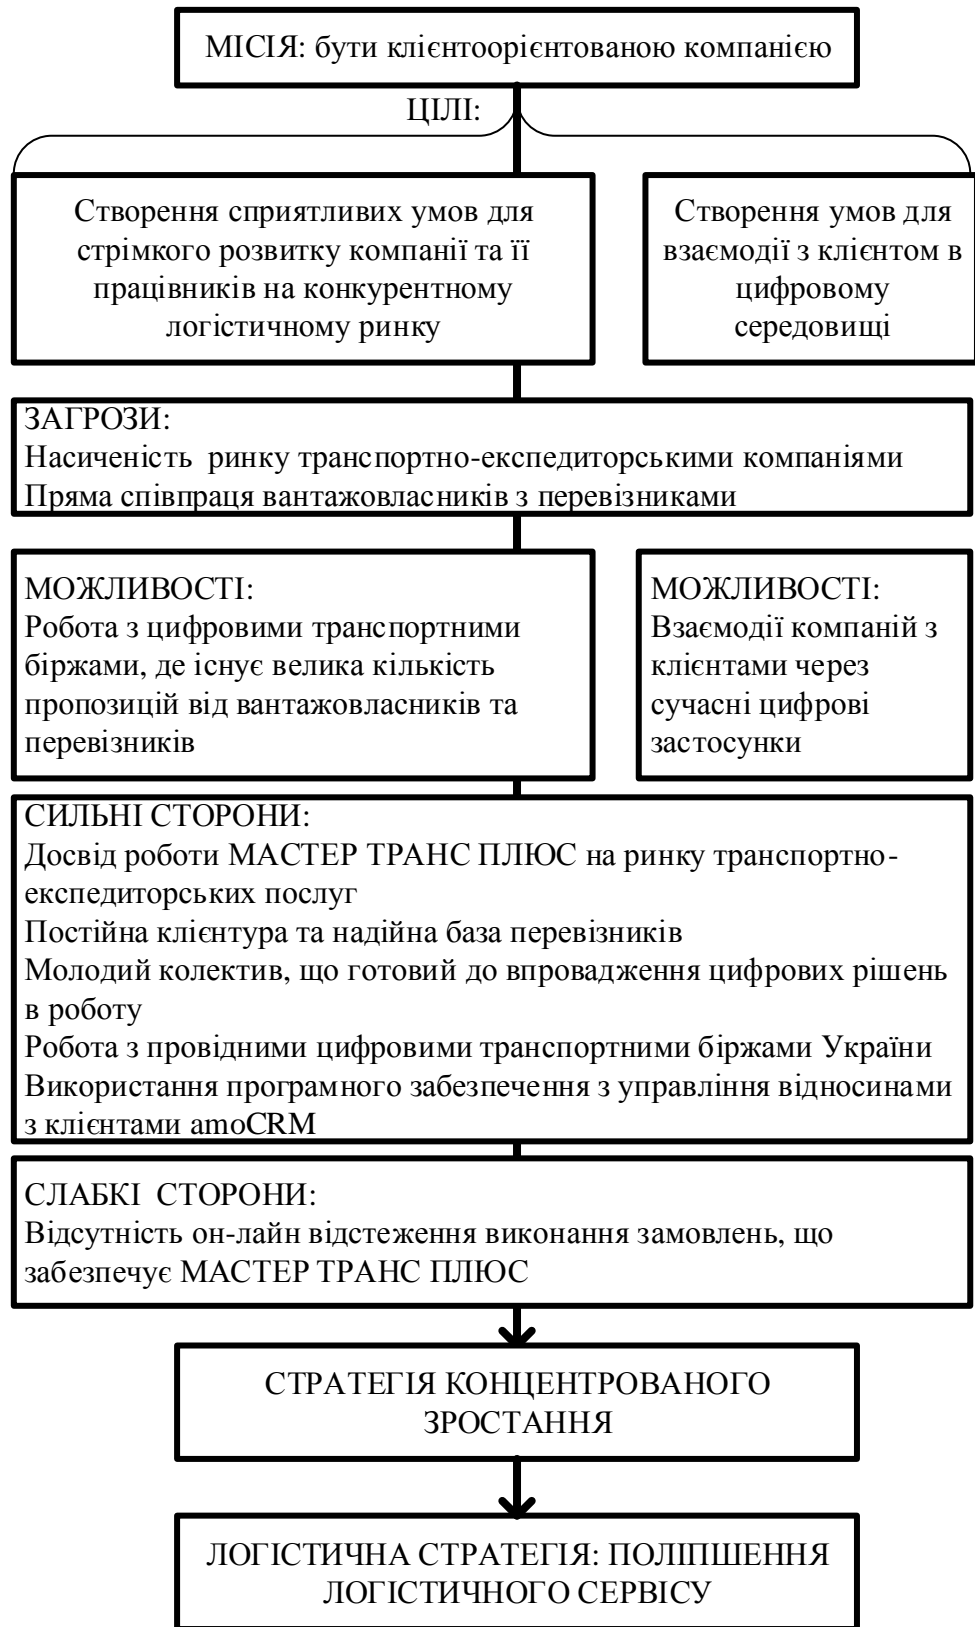 МІСІЯ: бути клієнтоорієнтованою компанією
ЦІЛІ:
Створення сприятливих умов для
стрімкого розвитку компанії та її
працівників на конкурентному
логістичному ринку
Створення умов для
взаємодії з клієнтом в
цифровому
середовищі
ЗАГРОЗИ:
Насиченість ринку транспортно-експедиторськими компаніями
Пряма співпраця вантажовласників з перевізниками
МОЖЛИВОСТІ:
Робота з цифровими транспортними
біржами, де існує велика кількість
пропозицій від вантажовласників та
перевізників
МОЖЛИВОСТІ:
Взаємодії компаній з
клієнтами через
сучасні цифрові
застосунки
СИЛЬНІ СТОРОНИ:
Досвід роботи МАСТЕР ТРАНС ПЛЮС на ринку транспортно-
експедиторських послуг
Постійна клієнтура та надійна база перевізників
Молодий колектив, що готовий до впровадження цифрових рішень
в роботу
Робота з провідними цифровими транспортними біржами України
Використання програмного забезпечення з управління відносинами
з клієнтами amoCRM
СЛАБКІ СТОРОНИ:
Відсутність он-лайн відстеження виконання замовлень, що
забезпечує МАСТЕР ТРАНС ПЛЮС
СТРАТЕГІЯ КОНЦЕНТРОВАНОГО
ЗРОСТАННЯ
ЛОГІСТИЧНА СТРАТЕГІЯ: ПОЛІПШЕННЯ
ЛОГІСТИЧНОГО СЕРВІСУ